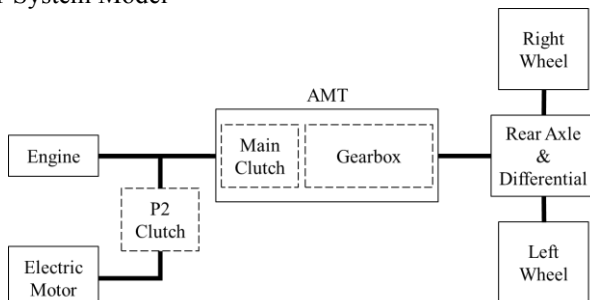 System Model
Right
Wheel
AMT
Engine
Main
Clutch
Gearbox
Rear Axle
&
Differential
P2
Clutch
Electric
Motor
Left
Wheel